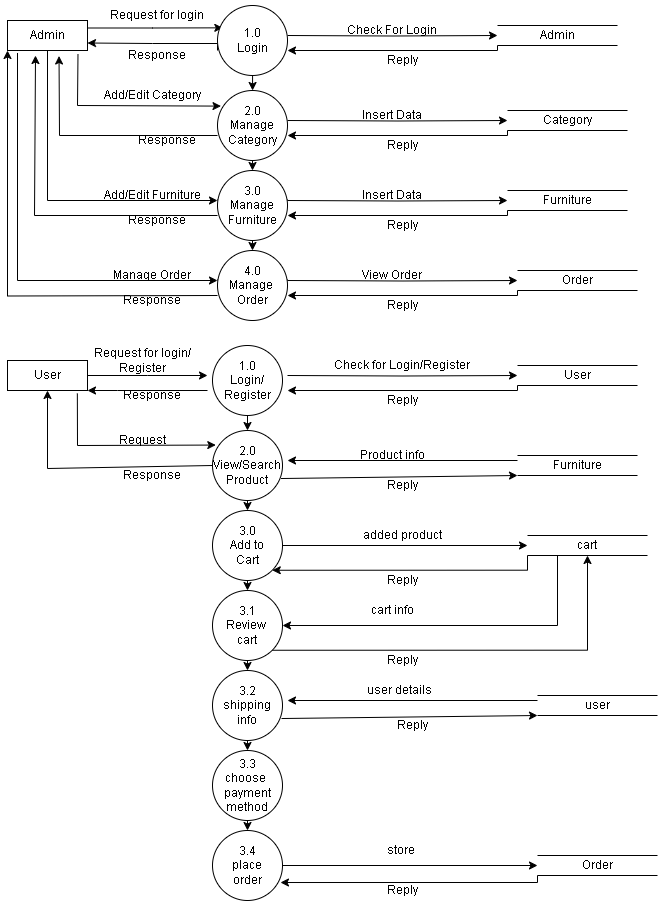 Request for login
Admin
1.0
Login
Check For Login
Admin
Response
Reply
Add/Edit Category
2.0
Manage
Category
Insert Data
Category
Response
Reply
Add/Edit Furniture
3.0
Manage
Furniture
Insert Data
Furniture
Response
Reply
Manage Order
4.0
Manage
Order
View Order
Order
Response
Reply
Request for login/
Register
User
1.0
Login/
Register
Check for Login/Register
User
Response
Reply
Request
2.0
View/Search
Product
Product info
Furniture
Response
Reply
3.0
Add to
Cart
added product
cart
Reply
3.1
Review
cart
cart info
Reply
3.2
shipping
info
user details
user
Reply
3.3
choose
payment
method
3.4
place
order
store
Order
Reply